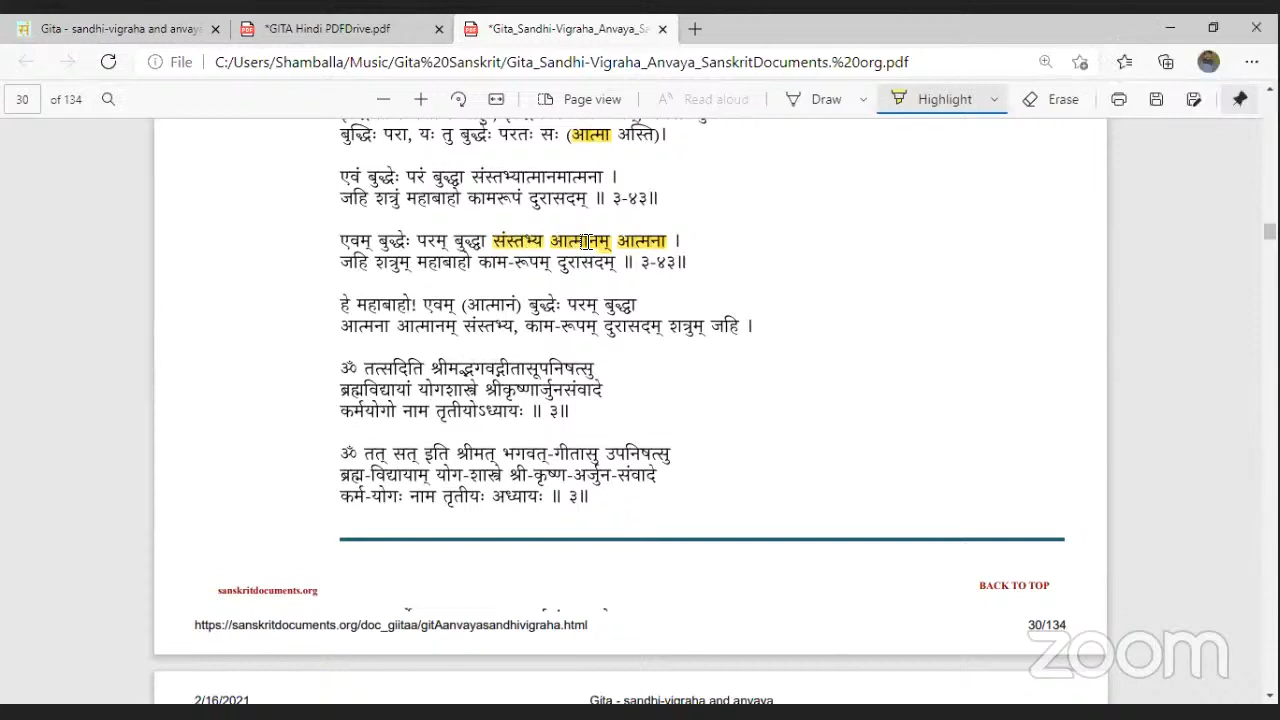 Gita - sandhi-vigraha and anvaye
*GITA Hindi PDFDrive.pdf
*Gita_Sandhi-Vigraha_Anvaya_Sa
File C:/Users/Shamballa/Music/Gita%20Sanskrit/Gita_Sandhi-Vigraha_Anvaya_SanskritDocuments.%20org.pdf
30 of 134 Page view Read aloud Draw Highlight Erase
बुद्धिः परा, यः तु बुद्धेः परतः सः (आत्मा अस्ति)।
एवं बुद्धेः परं बुद्ध्वा संस्तभ्यात्मानमात्मना ।
जहि शत्रुं महाबाहो कामरूपं दुरासदम् ॥ ३-४३॥
एवम् बुद्धेः परम् बुद्ध्वा संस्तभ्य आत्मानम् आत्मना ।
जहि शत्रुम् महाबाहो काम-रूपम् दुरासदम् ॥ ३-४३॥
हे महाबाहो! एवम् (आत्मानं) बुद्धेः परम् बुद्ध्वा
आत्मना आत्मानम् संस्तभ्य, काम-रूपम् दुरासदम् शत्रुम् जहि ।
ॐ तत्सदिति श्रीमद्भगवद्गीतासूपनिषत्सु
ब्रह्मविद्यायां योगशास्त्रे श्रीकृष्णार्जुनसंवादे
कर्मयोगो नाम तृतीयोऽध्यायः ॥ ३॥
ॐ तत् सत् इति श्रीमत् भगवत्-गीतासु उपनिषत्सु
ब्रह्म-विद्यायाम् योग-शास्त्रे श्री-कृष्ण-अर्जुन-संवादे
कर्म-योगः नाम तृतीयः अध्यायः ॥ ३॥
sanskritdocuments.org
BACK TO TOP
https://sanskritdocuments.org/doc_giitaa/gitAanvayasandhivigraha.html
30/134
zoom
2/16/2021
Gita - sandhi-vigraha and anvaya